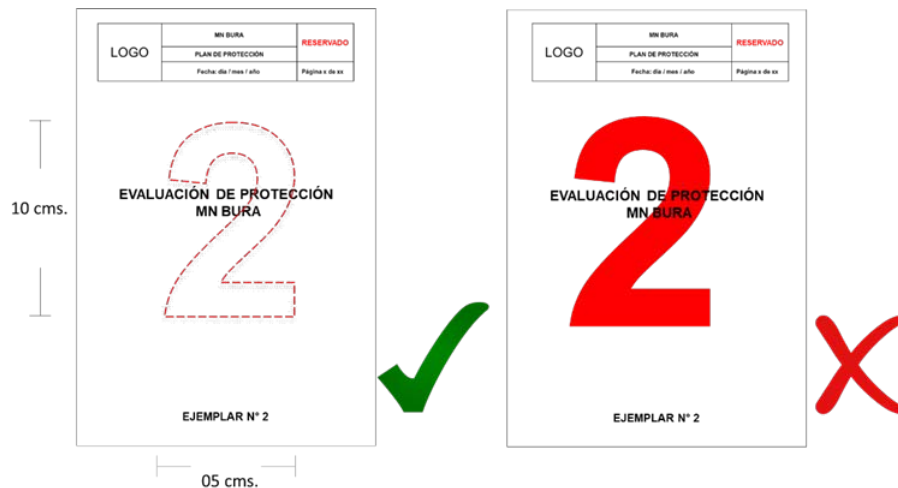 LOGO
MN BURA
RESERVADO
PLAN DE PROTECCIÓN
Fecha: día / mes / año
Página x de xx
2
EVALUACIÓN DE PROTECCIÓN
MN BURA
10 cms.
EJEMPLAR N° 2
05 cms.
LOGO
MN BURA
RESERVADO
PLAN DE PROTECCIÓN
Fecha: día / mes / año
Página x de xx
2
EVALUACIÓN DE PROTECCIÓN
MN BURA
EJEMPLAR N° 2